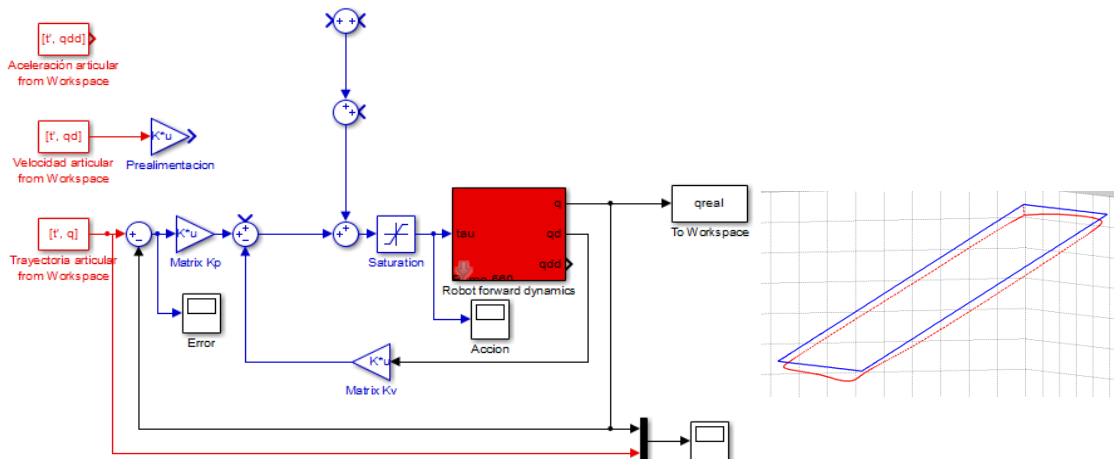 [t', qdd]
Aceleración articular
from Workspace
[t', qd]
Velocidad articular
from Workspace
K*u
Prealimentacion
[t', q]
Trayectoria articular
from Workspace
K*u
Matrix Kp
Error
Saturation
tau
q
qd
qdd
Robot forward dynamics
Accion
K*u
Matrix Kv
qreal
To Workspace